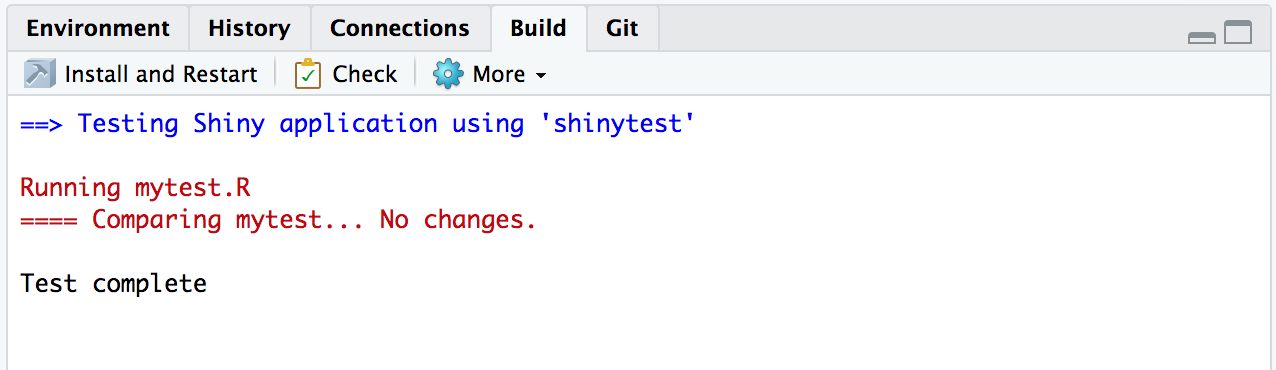 Environment History Connections Build Git
Install and Restart Check More
==> Testing Shiny application using 'shinytest'
Running mytest.R
==== Comparing mytest... No changes.
Test complete